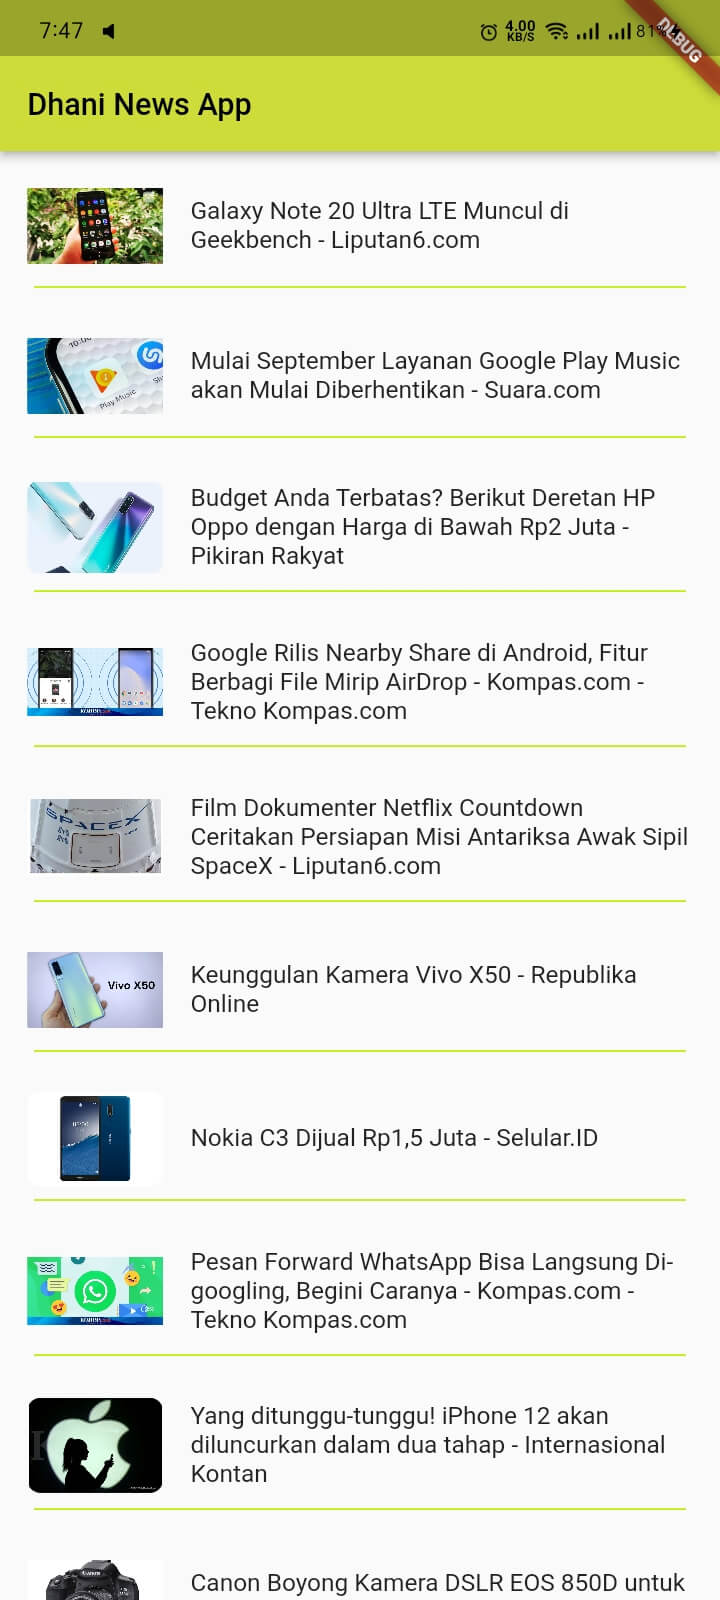 7:47
4.00
KB/S
81%
DEBUG
Dhani News App
Galaxy Note 20 Ultra LTE Muncul di
Geekbench - Liputan6.com
10:00
Play Music
Mulai September Layanan Google Play Music
akan Mulai Diberhentikan - Suara.com
Budget Anda Terbatas? Berikut Deretan HP
Oppo dengan Harga di Bawah Rp2 Juta -
Pikiran Rakyat
Google Rilis Nearby Share di Android, Fitur
Berbagi File Mirip AirDrop - Kompas.com -
Tekno Kompas.com
SPACEX
Film Dokumenter Netflix Countdown
Ceritakan Persiapan Misi Antariksa Awak Sipil
SpaceX - Liputan6.com
Vivo X50
Keunggulan Kamera Vivo X50 - Republika
Online
Nokia C3 Dijual Rp1,5 Juta - Selular.ID
Pesan Forward WhatsApp Bisa Langsung Di-
googling, Begini Caranya - Kompas.com -
Tekno Kompas.com
Yang ditunggu-tunggu! iPhone 12 akan
diluncurkan dalam dua tahap - Internasional
Kontan
Canon
Canon Boyong Kamera DSLR EOS 850D untuk